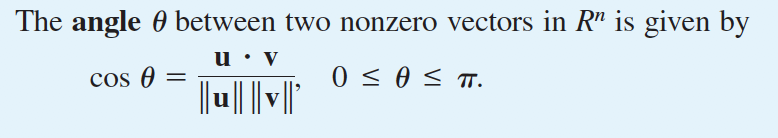 The angle θ between two nonzero vectors in Rⁿ is given by
cos θ = u · v / ‖u‖ ‖v‖, 0 ≤ θ ≤ π.